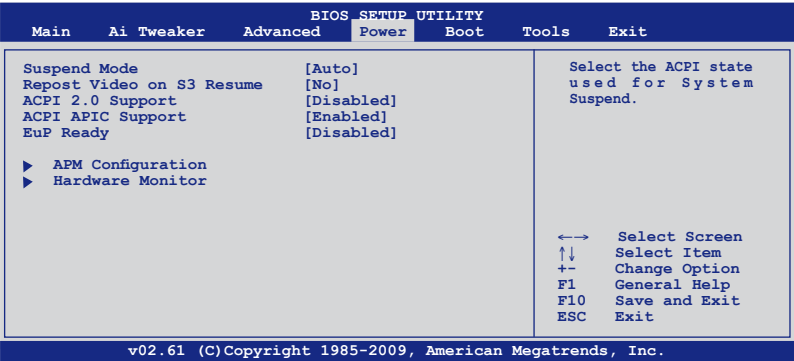 BIOS SETUP UTILITY
Main Ai Tweaker Advanced Power Boot Tools Exit
Suspend Mode [Auto]
Repost Video on S3 Resume [No]
ACPI 2.0 Support [Disabled]
ACPI APIC Support [Enabled]
EuP Ready [Disabled]
▶ APM Configuration
▶ Hardware Monitor
Select the ACPI state
used for System
Suspend.
←→ Select Screen
↑↓ Select Item
+- Change Option
F1 General Help
F10 Save and Exit
ESC Exit
v02.61 (C)Copyright 1985-2009, American Megatrends, Inc.